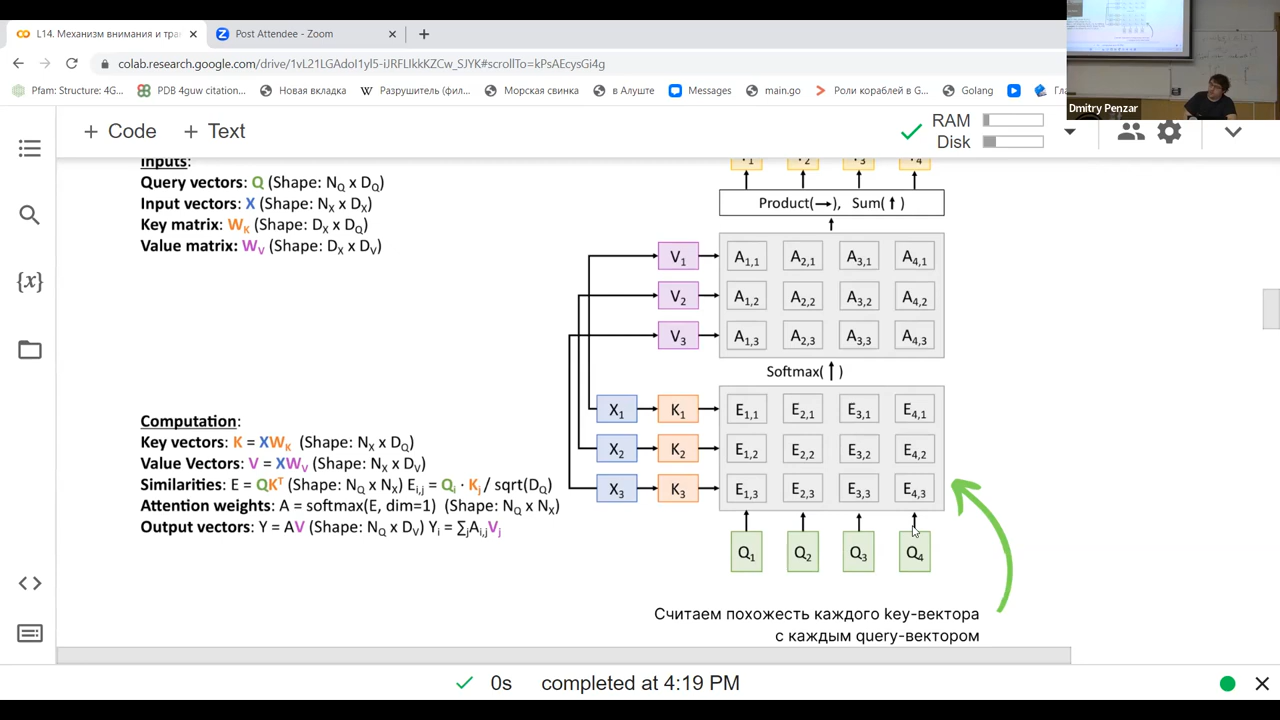 L14. Механизм внимания и тран
Post Attendee - Zoom
colab.research.google.com/drive/
Pfam: Structure: 4G...
PDB 4guw citation...
Новая вкладка
Разрушитель (фил...
Морская свинка
в Алуште
Messages
main.go
Роли кораблей в G...
Golang
Dmitry Penzar
+ Code + Text
RAM
Disk
Inputs:
Query vectors: Q (Shape: NQ x DQ)
Input vectors: X (Shape: NX x DX)
Key matrix: WK (Shape: DX x DQ)
Value matrix: WV (Shape: DX x DV)
Product(→), Sum(↑)
V1 A1,1 A2,1 A3,1 A4,1
V2 A1,2 A2,2 A3,2 A4,2
V3 A1,3 A2,3 A3,3 A4,3
Softmax(↑)
X1 K1 E1,1 E2,1 E3,1 E4,1
X2 K2 E1,2 E2,2 E3,2 E4,2
X3 K3 E1,3 E2,3 E3,3 E4,3
Q1 Q2 Q3 Q4
Computation:
Key vectors: K = XWK (Shape: NX x DQ)
Value Vectors: V = XWV (Shape: NX x DV)
Similarities: E = QKT (Shape: NQ x NX) Ei,j = Qi · Kj / sqrt(DQ)
Attention weights: A = softmax(E, dim=1) (Shape: NQ x NX)
Output vectors: Y = AV (Shape: NQ x DV) Yi = ∑jAi,jVj
Считаем похожесть каждого key-вектора
с каждым query-вектором
0s completed at 4:19 PM